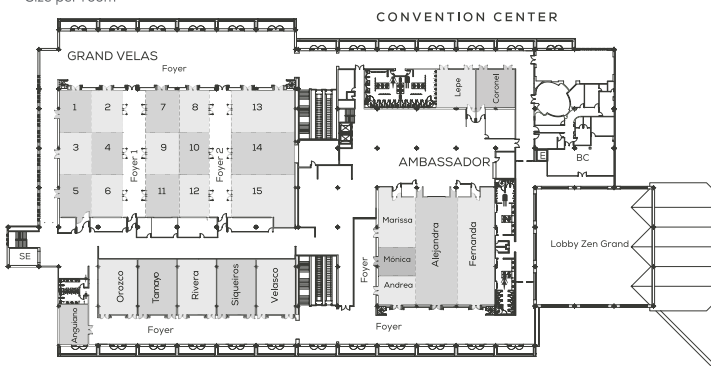 Size per room
CONVENTION CENTER
GRAND VELAS
Foyer
1 2 7 8 13
3 4 9 10 14
5 6 11 12 15
Foyer 1
Foyer 2
Lepe
Coronel
AMBASSADOR
E
BC
Marissa
Mónica
Andrea
Alejandra
Fernanda
Foyer
Lobby Zen Grand
SE
Orozco
Tamayo
Rivera
Siqueiros
Velasco
Anguiano
Foyer
Foyer